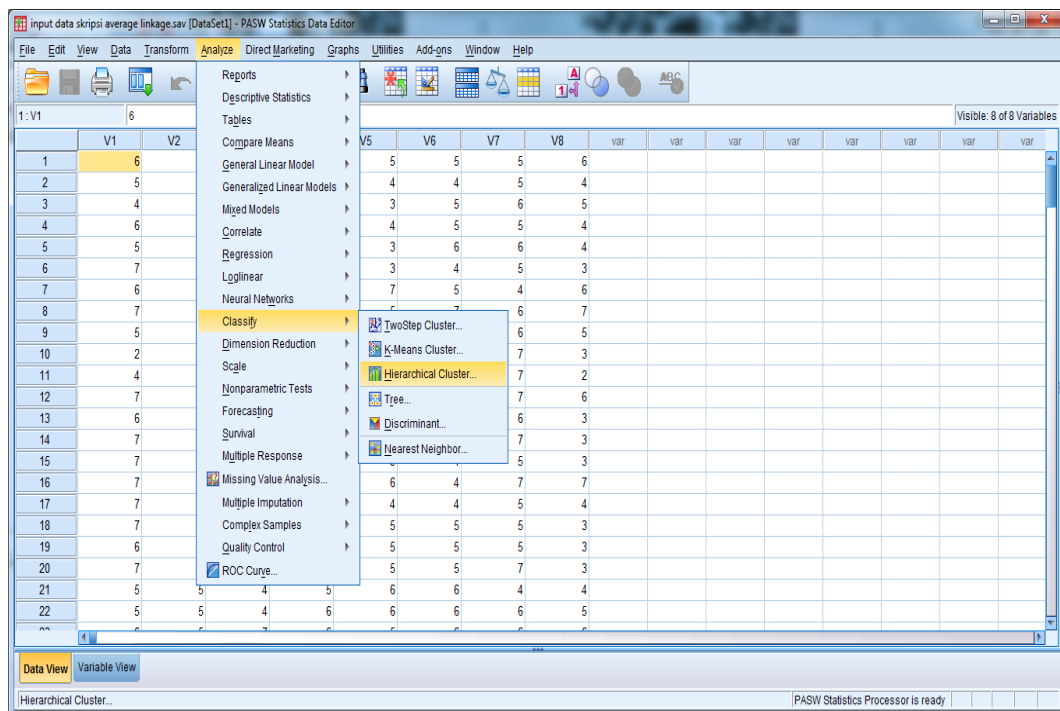 input data skripsi average linkage.sav [DataSet1] - PASW Statistics Data Editor
File Edit View Data Transform Analyze Direct Marketing Graphs Utilities Add-ons Window Help
1 : V1 6 Visible: 8 of 8 Variables
Reports
Descriptive Statistics
Tables
Compare Means
General Linear Model
Generalized Linear Models
Mixed Models
Correlate
Regression
Loglinear
Neural Networks
Classify
Dimension Reduction
Scale
Nonparametric Tests
Forecasting
Survival
Multiple Response
Missing Value Analysis...
Multiple Imputation
Complex Samples
Quality Control
ROC Curve...
TwoStep Cluster...
K-Means Cluster...
Hierarchical Cluster...
Tree...
Discriminant...
Nearest Neighbor...
V1 V2 V5 V6 V7 V8 var var var var var var var
1 6 5 5 5 6
2 5 4 4 5 4
3 4 3 5 6 5
4 6 4 5 5 4
5 5 3 6 6 4
6 7 3 4 5 3
7 6 7 5 4 6
8 7 6 7
9 5 6 5
10 2 7 3
11 4 7 2
12 7 7 6
13 6 6 3
14 7 7 3
15 7 5 3
16 7 6 4 7 7
17 7 4 4 5 4
18 7 5 5 5 3
19 6 5 5 5 3
20 7 5 5 7 3
21 5 5 4 5 6 6 4 4
22 5 5 4 6 6 6 6 5
Data View Variable View
Hierarchical Cluster... PASW Statistics Processor is ready